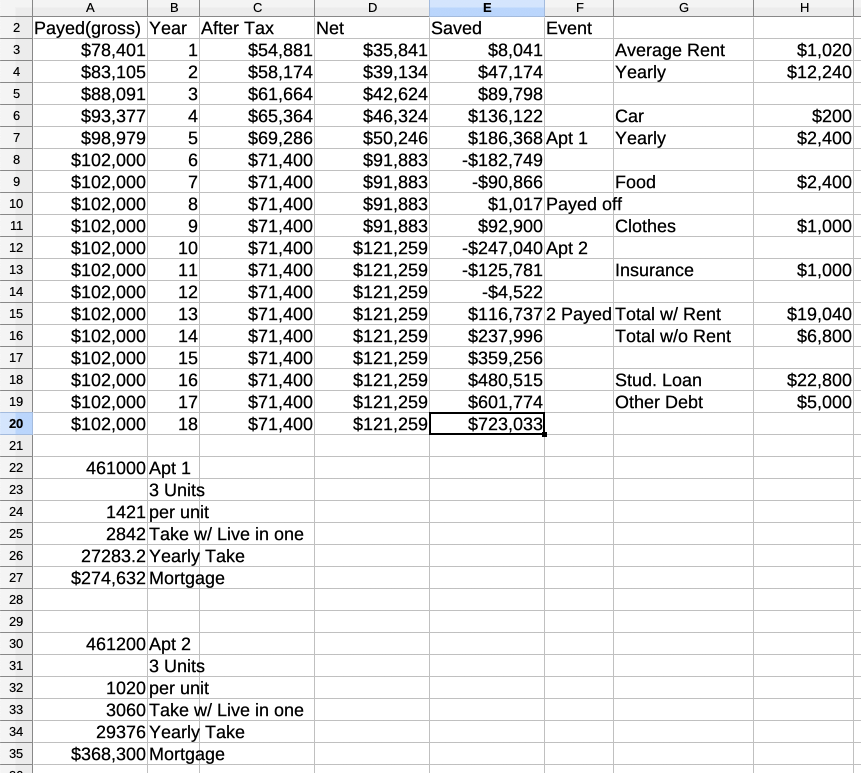 A B C D E F G H
2 Payed(gross) Year After Tax Net Saved Event
3 $78,401 1 $54,881 $35,841 $8,041 Average Rent $1,020
4 $83,105 2 $58,174 $39,134 $47,174 Yearly $12,240
5 $88,091 3 $61,664 $42,624 $89,798
6 $93,377 4 $65,364 $46,324 $136,122 Car $200
7 $98,979 5 $69,286 $50,246 $186,368 Apt 1 Yearly $2,400
8 $102,000 6 $71,400 $91,883 -$182,749
9 $102,000 7 $71,400 $91,883 -$90,866 Food $2,400
10 $102,000 8 $71,400 $91,883 $1,017 Payed off
11 $102,000 9 $71,400 $91,883 $92,900 Clothes $1,000
12 $102,000 10 $71,400 $121,259 -$247,040 Apt 2
13 $102,000 11 $71,400 $121,259 -$125,781 Insurance $1,000
14 $102,000 12 $71,400 $121,259 -$4,522
15 $102,000 13 $71,400 $121,259 $116,737 2 Payed Total w/ Rent $19,040
16 $102,000 14 $71,400 $121,259 $237,996 Total w/o Rent $6,800
17 $102,000 15 $71,400 $121,259 $359,256
18 $102,000 16 $71,400 $121,259 $480,515 Stud. Loan $22,800
19 $102,000 17 $71,400 $121,259 $601,774 Other Debt $5,000
20 $102,000 18 $71,400 $121,259 $723,033
21
22 461000 Apt 1
23 3 Units
24 1421 per unit
25 2842 Take w/ Live in one
26 27283.2 Yearly Take
27 $274,632 Mortgage
28
29
30 461200 Apt 2
31 3 Units
32 1020 per unit
33 3060 Take w/ Live in one
34 29376 Yearly Take
35 $368,300 Mortgage